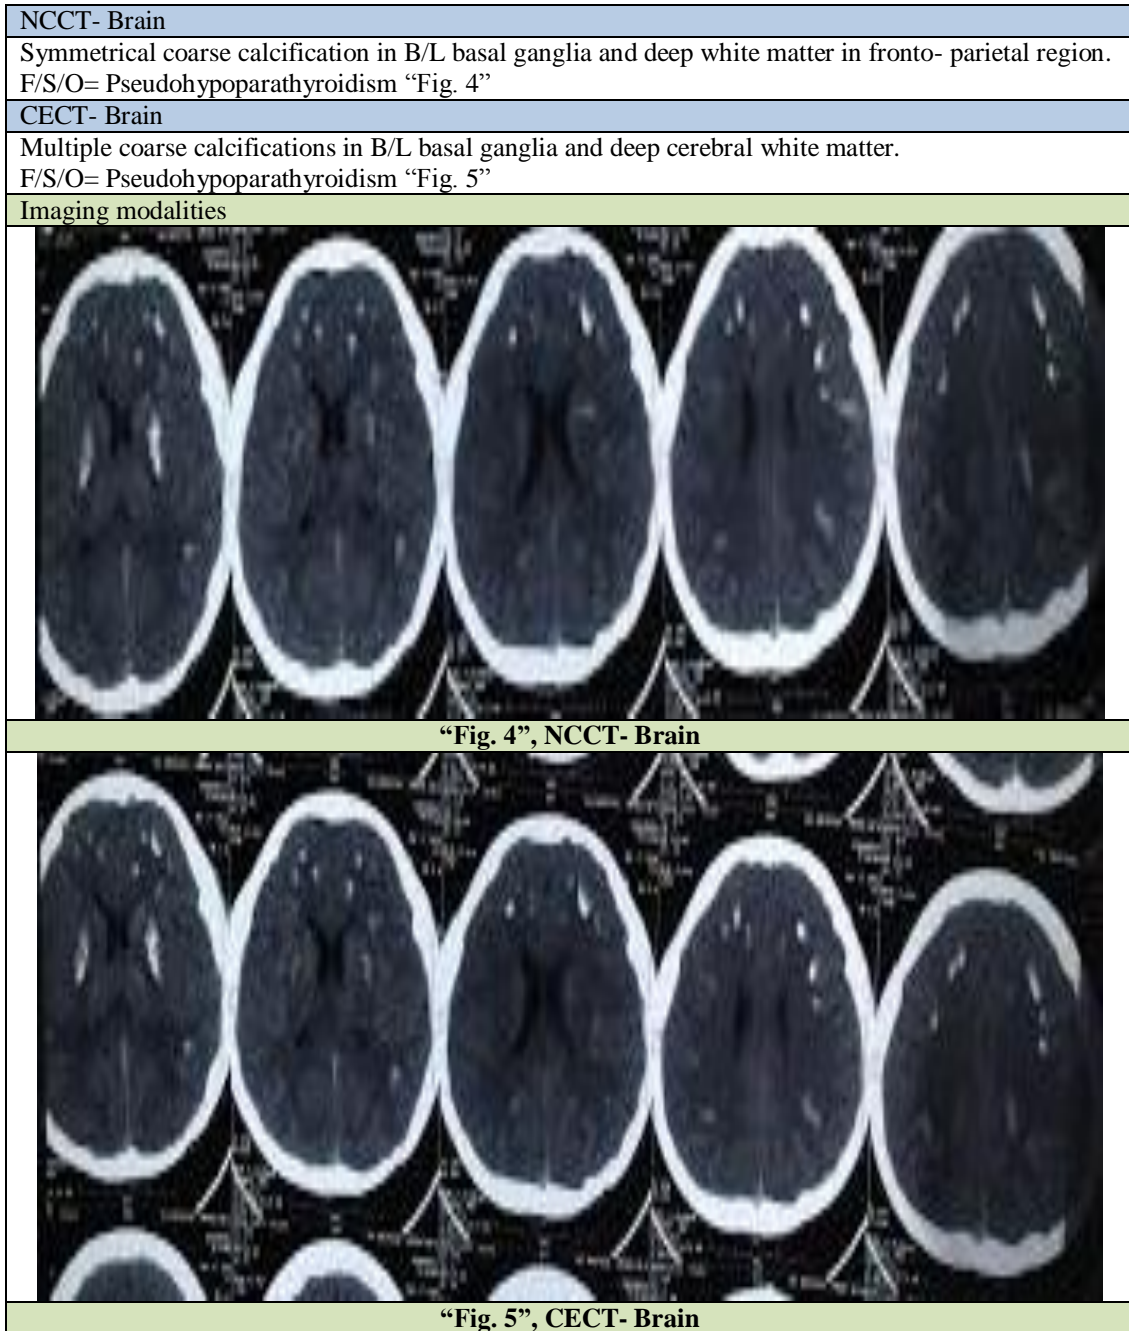 NCCT- Brain
Symmetrical coarse calcification in B/L basal ganglia and deep white matter in fronto- parietal region.
F/S/O= Pseudohypoparathyroidism “Fig. 4”
CECT- Brain
Multiple coarse calcifications in B/L basal ganglia and deep cerebral white matter.
F/S/O= Pseudohypoparathyroidism “Fig. 5”
Imaging modalities
“Fig. 4”, NCCT- Brain
“Fig. 5”, CECT- Brain